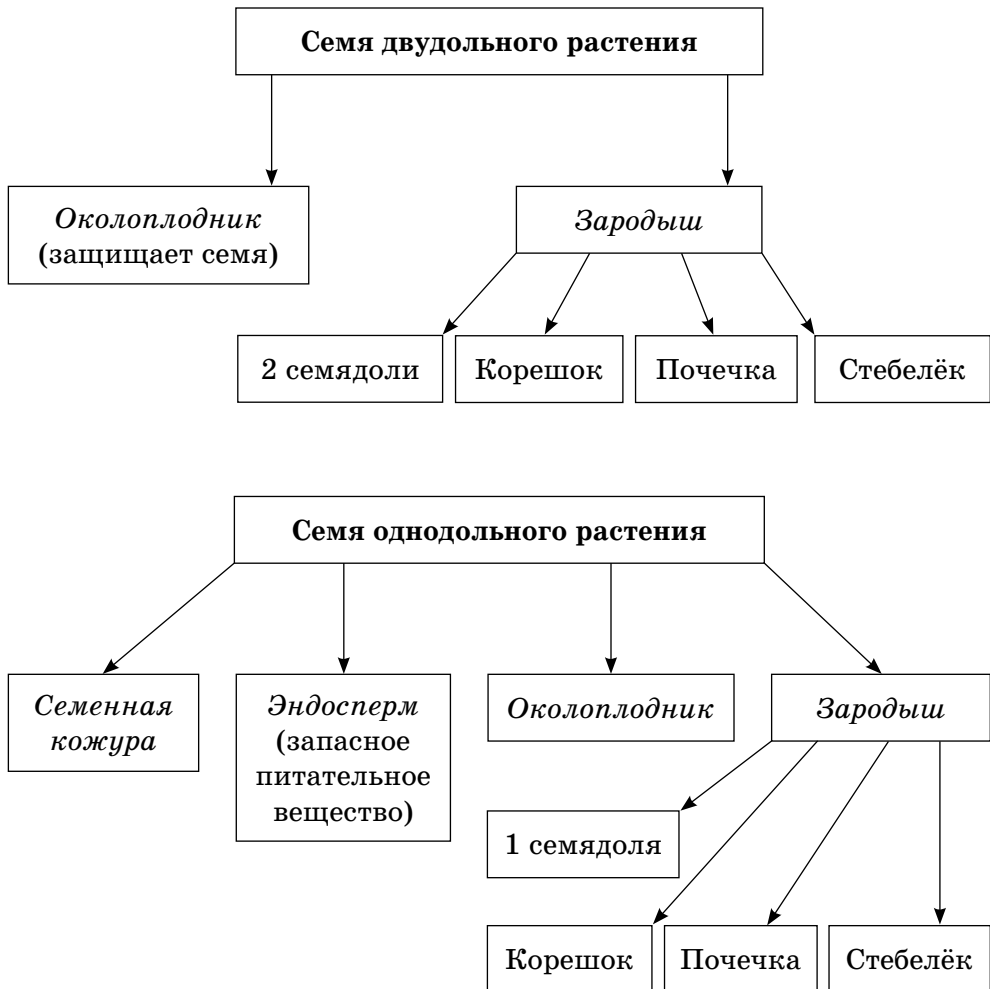 Семя двудольного растения
Околоплодник
(защищает семя)
Зародыш
2 семядоли
Корешок
Почечка
Стебелёк
Семя однодольного растения
Семенная
кожура
Эндосперм
(запасное
питательное
вещество)
Околоплодник
Зародыш
1 семядоля
Корешок
Почечка
Стебелёк